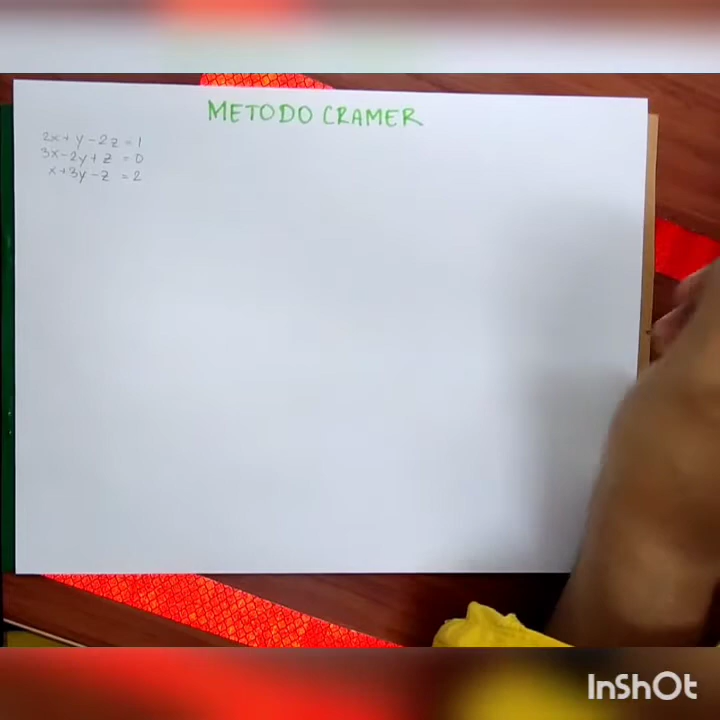 METODO CRAMER
2x + y - 2z = 1
3x - 2y + z = 0
x + 3y - z = 2
InShOt